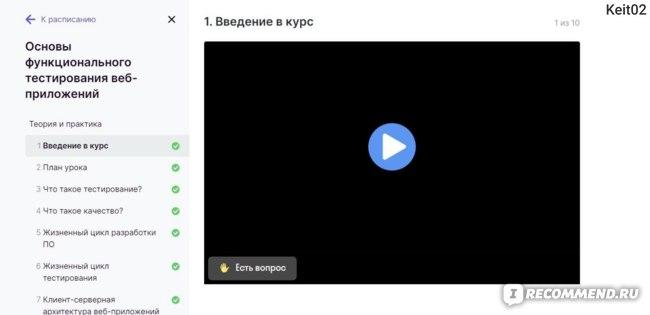 К расписанию
Основы
функционального
тестирования веб-
приложений
Теория и практика
1 Введение в курс
2 План урока
3 Что такое тестирование?
4 Что такое качество?
5 Жизненный цикл разработки
ПО
6 Жизненный цикл
тестирования
7 Клиент-серверная
архитектура веб-приложений
1. Введение в курс
1 из 10
Есть вопрос
Keit02
IRECOMMEND.RU